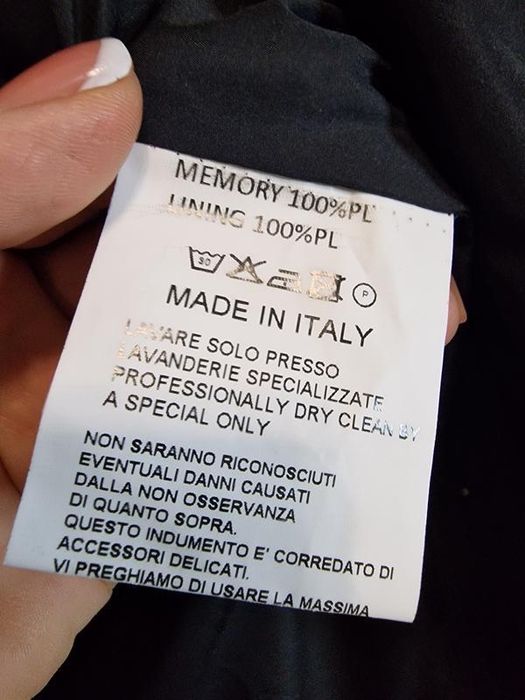 MEMORY 100%PL
LINING 100%PL
30 P
MADE IN ITALY
LAVARE SOLO PRESSO
LAVANDERIE SPECIALIZZATE
PROFESSIONALLY DRY CLEAN BY
A SPECIAL ONLY
NON SARANNO RICONOSCIUTI
EVENTUALI DANNI CAUSATI
DALLA NON OSSERVANZA
DI QUANTO SOPRA.
QUESTO INDUMENTO E' CORREDATO DI
ACCESSORI DELICATI.
VI PREGHIAMO DI USARE LA MASSIMA